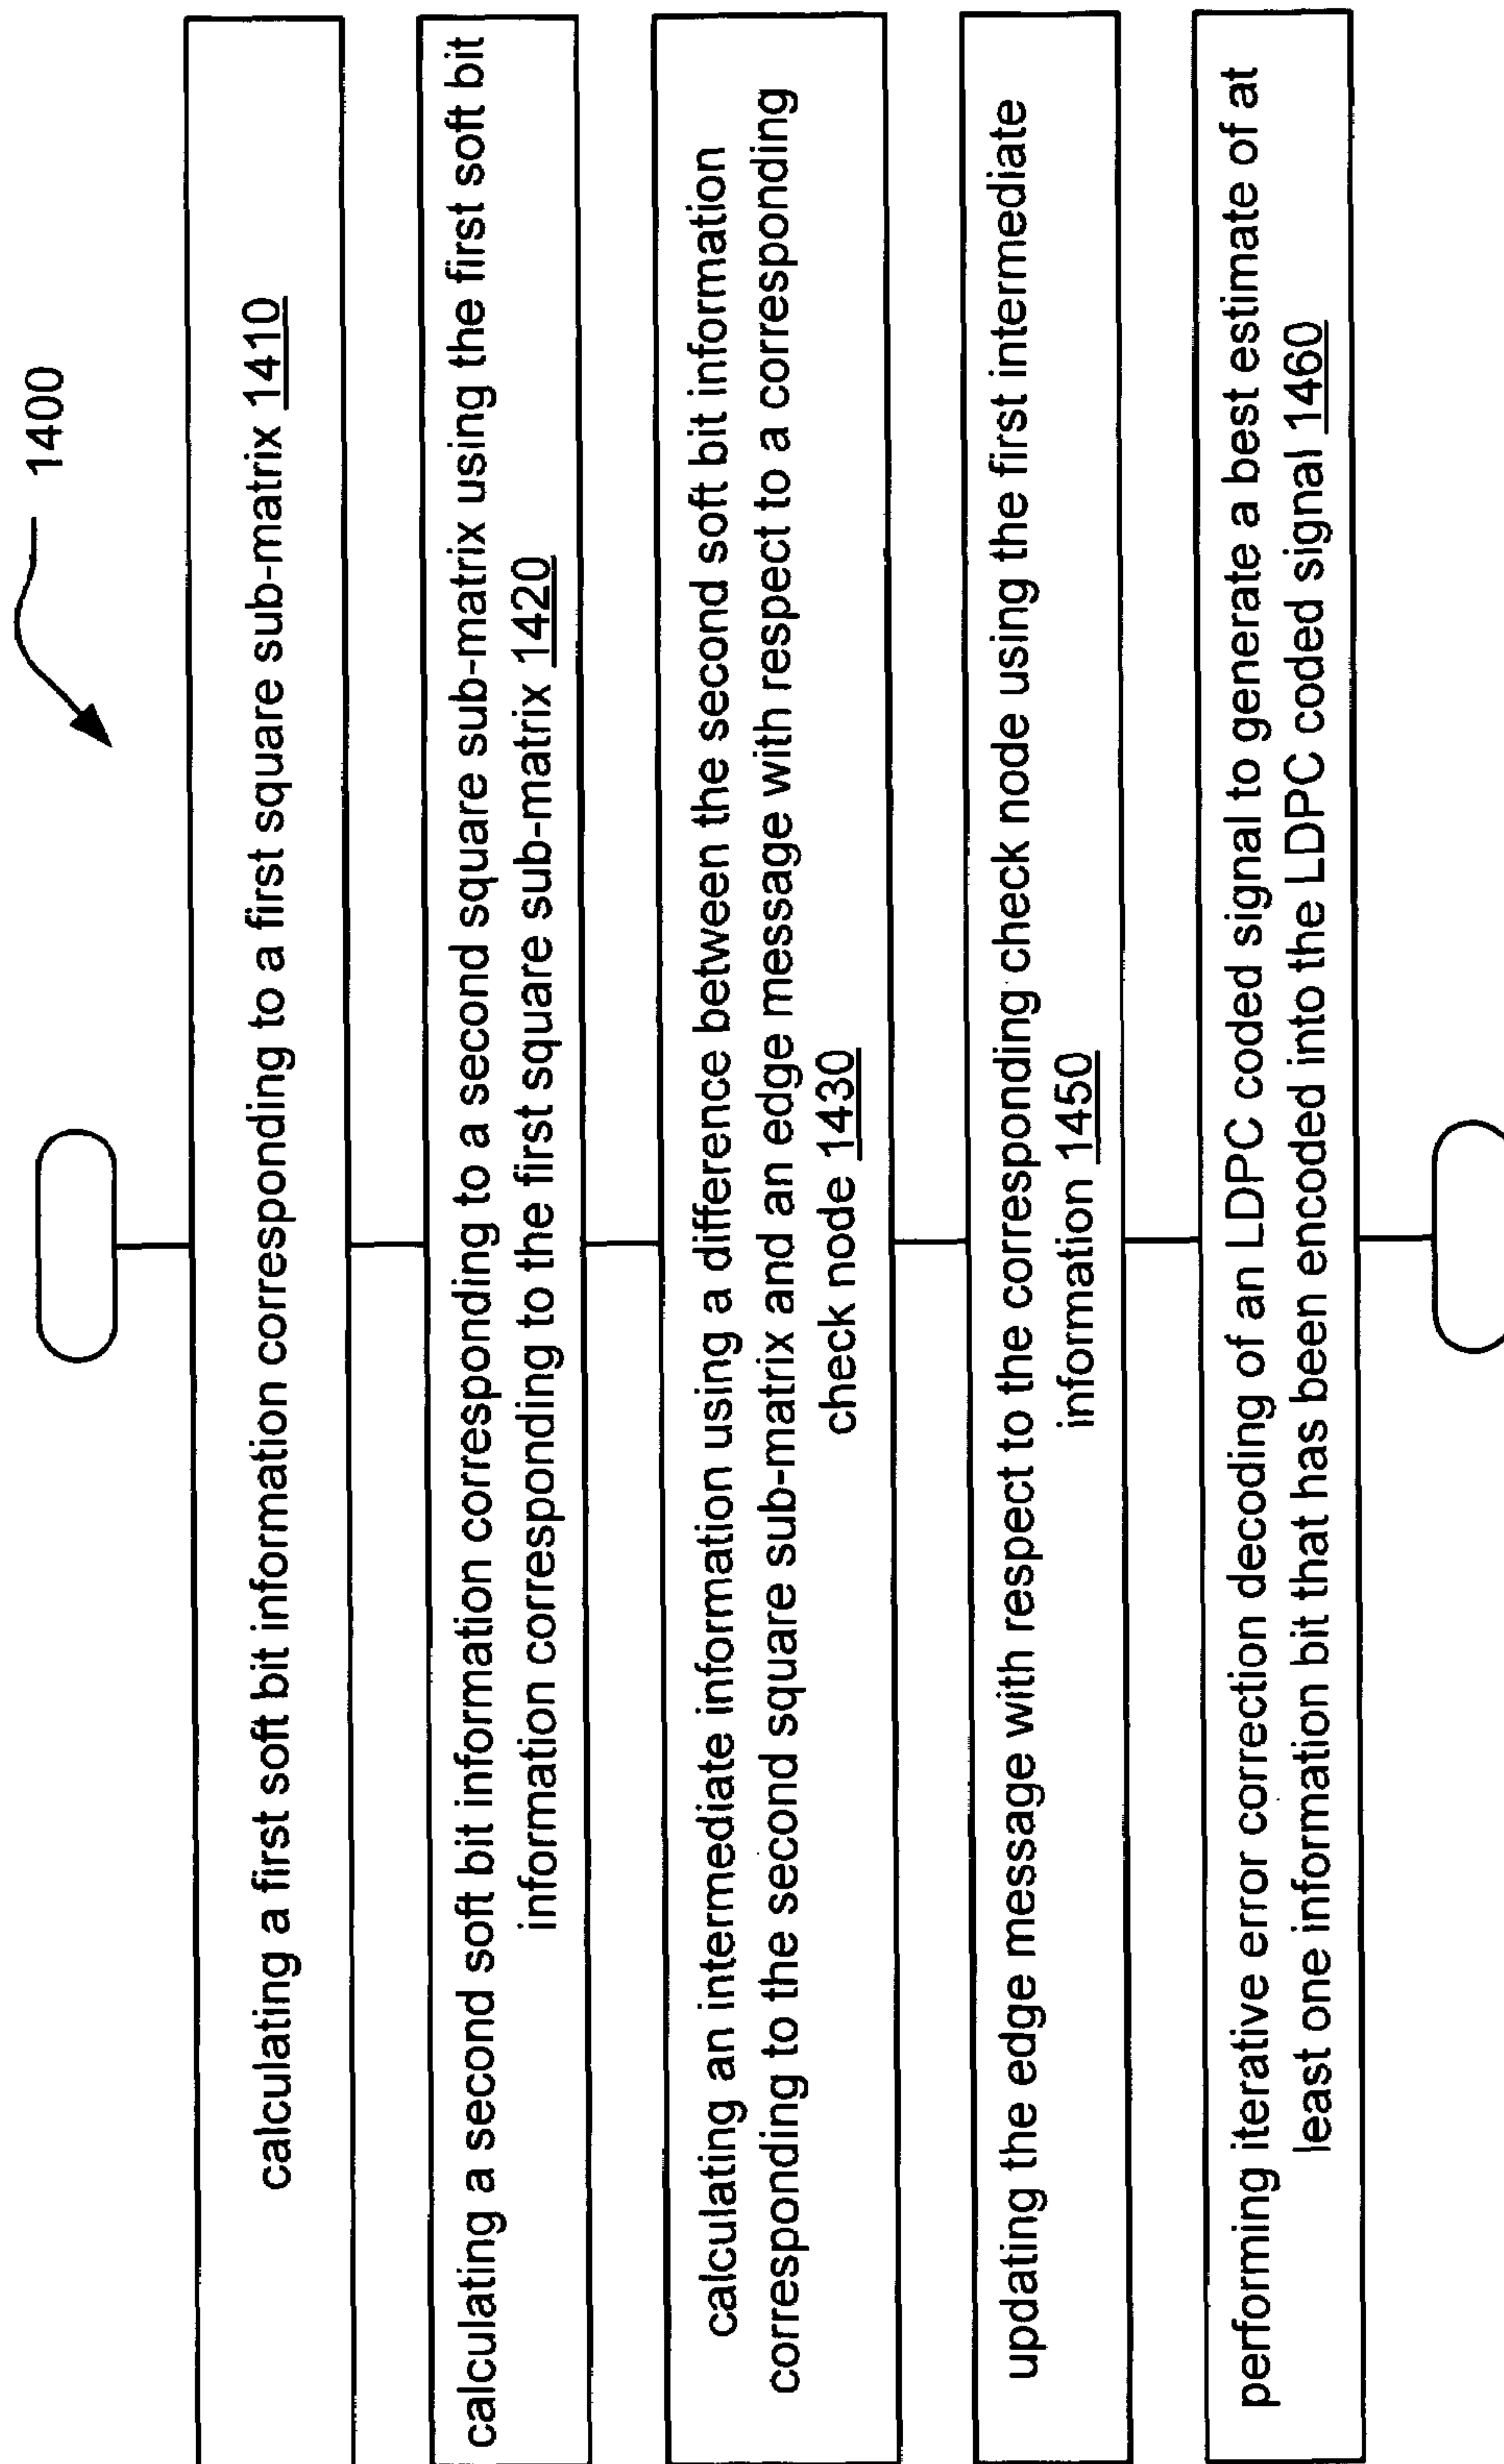 1400
calculating a first soft bit information corresponding to a first square sub-matrix 1410
calculating a second soft bit information corresponding to a second square sub-matrix using the first soft bit
information corresponding to the first square sub-matrix 1420
calculating an intermediate information using a difference between the second soft bit information
corresponding to the second square sub-matrix and an edge message with respect to a corresponding
check node 1430
updating the edge message with respect to the corresponding check node using the first intermediate
information 1450
performing iterative error correction decoding of an LDPC coded signal to generate a best estimate of at
least one information bit that has been encoded into the LDPC coded signal 1460